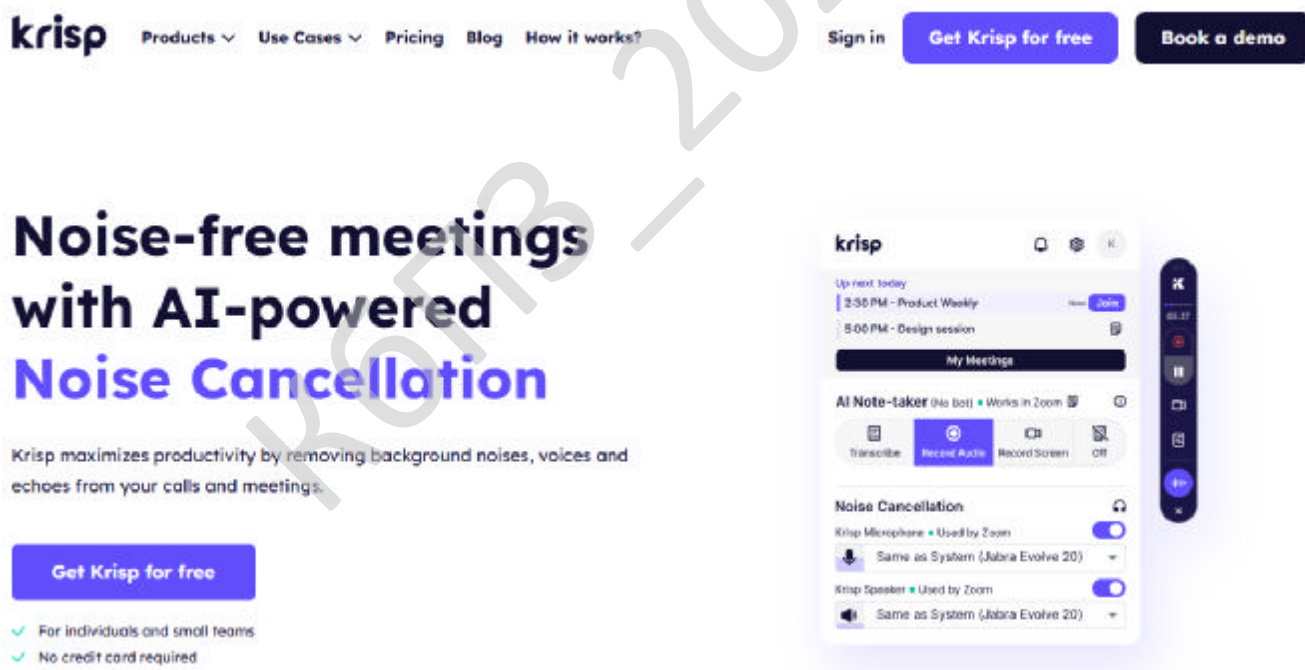 krisp Products Use Cases Pricing Blog How it works? Sign in Get Krisp for free Book a demo
Noise-free meetings
with AI-powered
Noise Cancellation
Krisp maximizes productivity by removing background noises, voices and
echoes from your calls and meetings.
Get Krisp for free
For individuals and small teams
No credit card required
krisp K
Up next today
2:30 PM - Product Weekly Now Join
5:00 PM - Design session
My Meetings
AI Note-taker (No Bot) • Works in Zoom
Transcribe Record Audio Record Screen Off
Noise Cancellation
Krisp Microphone • Used by Zoom
Same as System (Jabra Evolve 20)
Krisp Speaker • Used by Zoom
Same as System (Jabra Evolve 20)